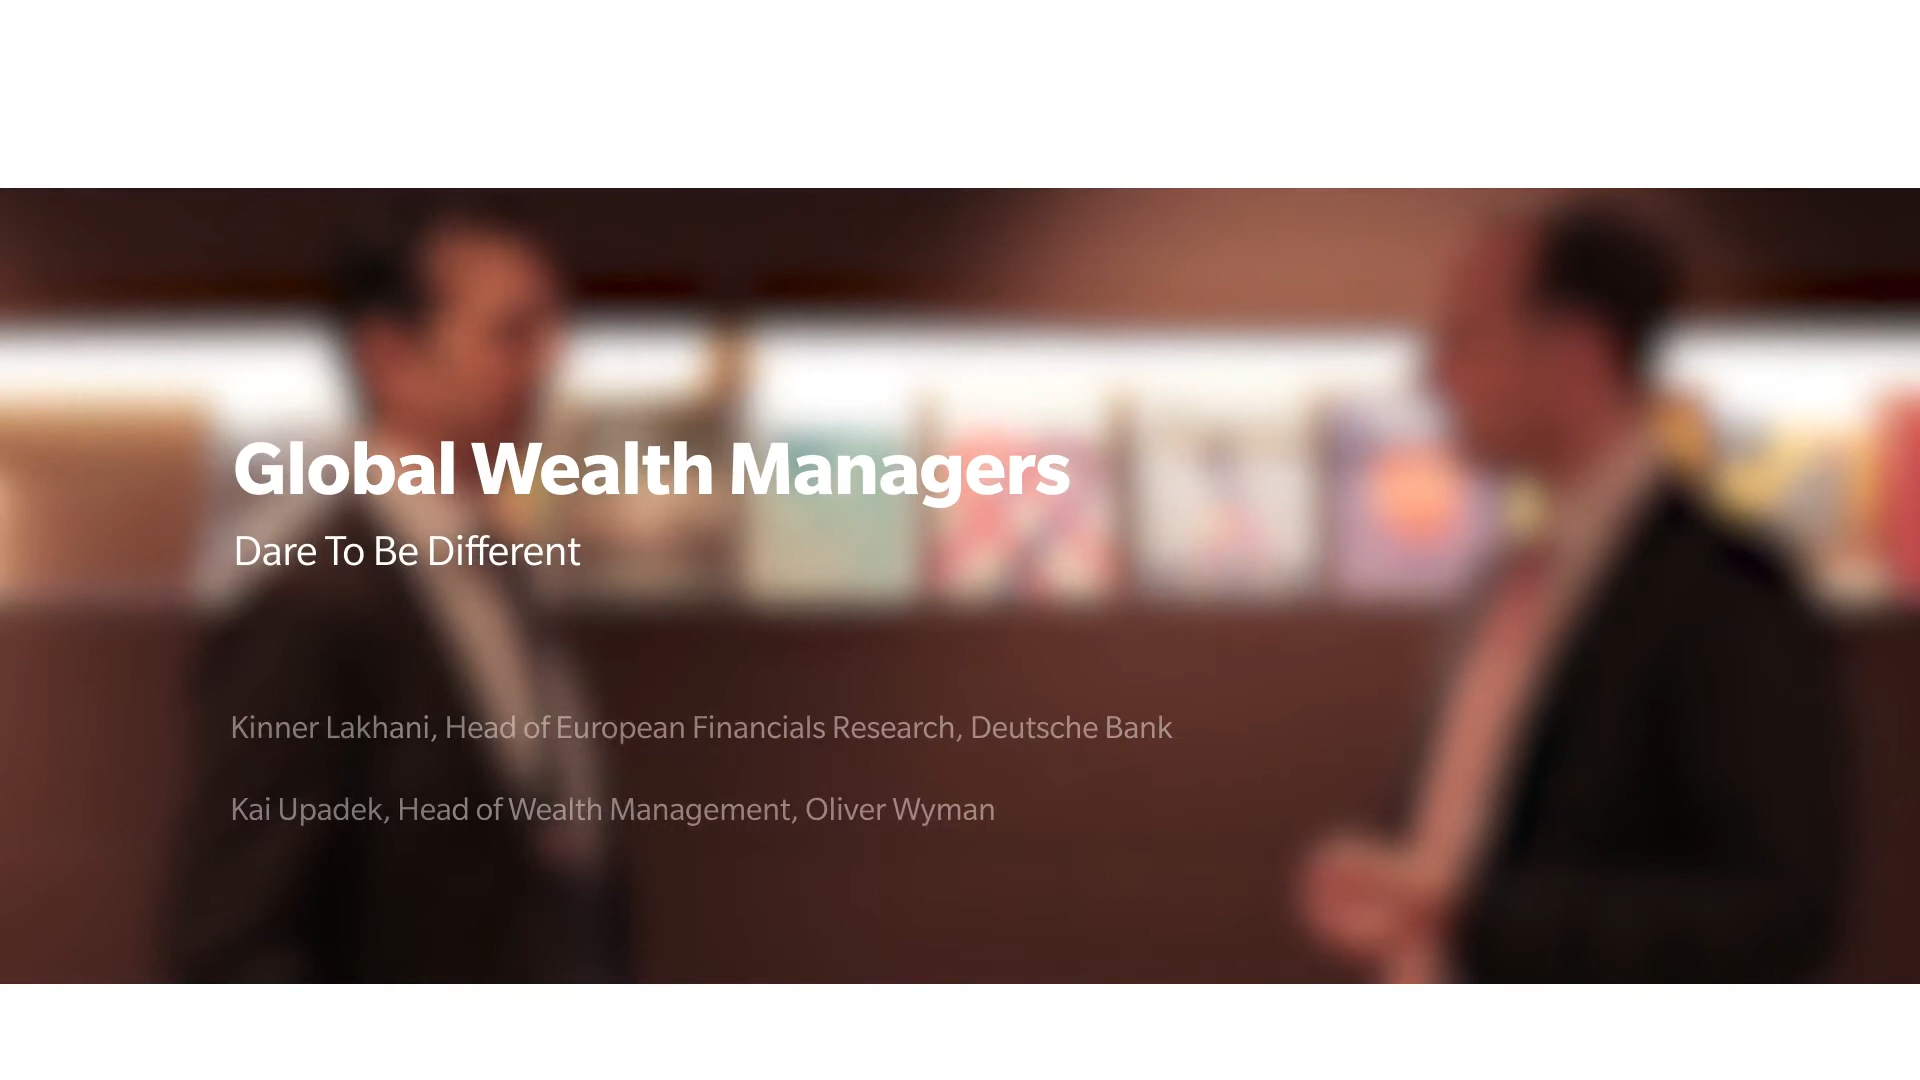 Global Wealth Managers
Dare To Be Different
Kinner Lakhani, Head of European Financials Research, Deutsche Bank
Kai Upadek, Head of Wealth Management, Oliver Wyman